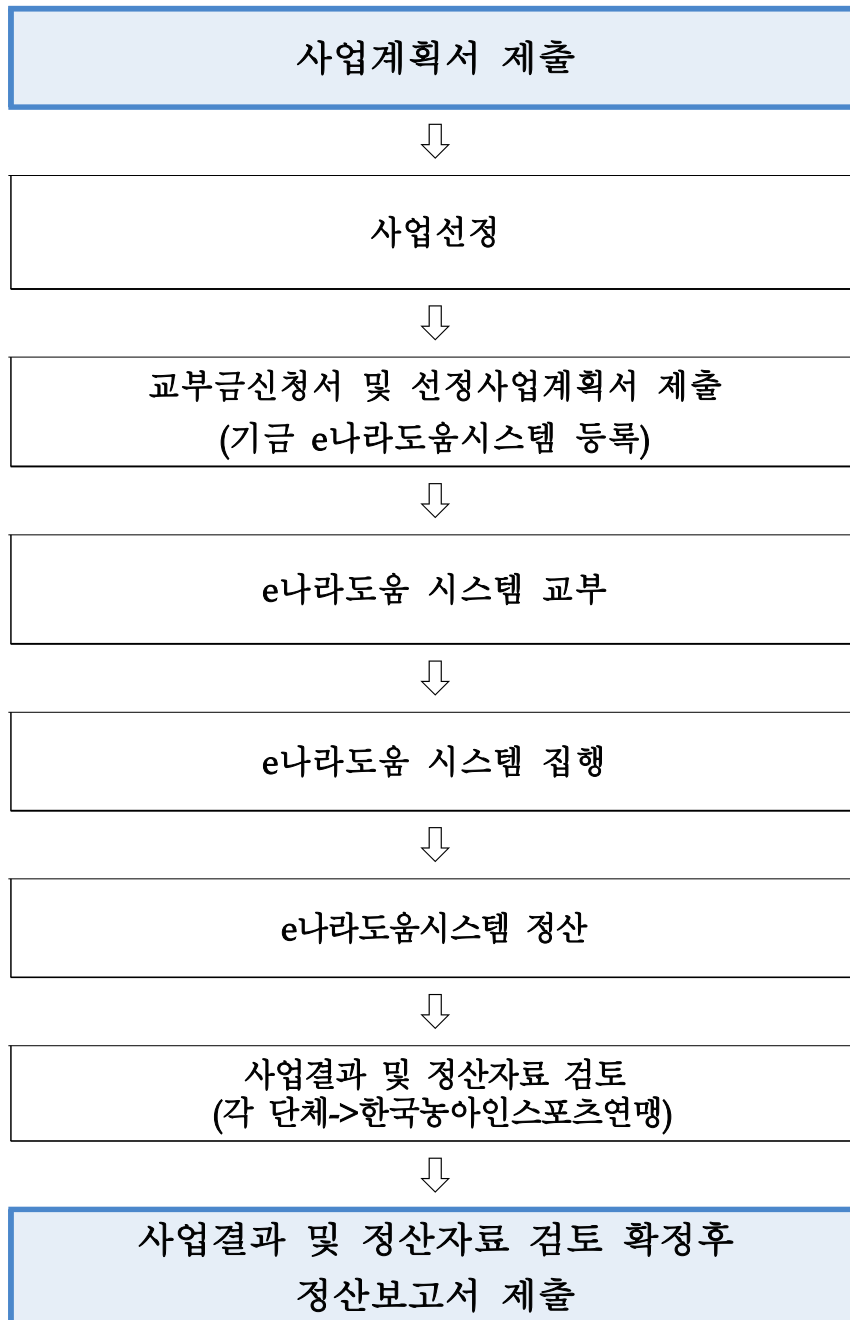 사업계획서 제출
사업선정
교부금신청서 및 선정사업계획서 제출
(기금 e나라도움시스템 등록)
e나라도움 시스템 교부
e나라도움 시스템 집행
e나라도움시스템 정산
사업결과 및 정산자료 검토
(각 단체->한국농아인스포츠연맹)
사업결과 및 정산자료 검토 확정후
정산보고서 제출